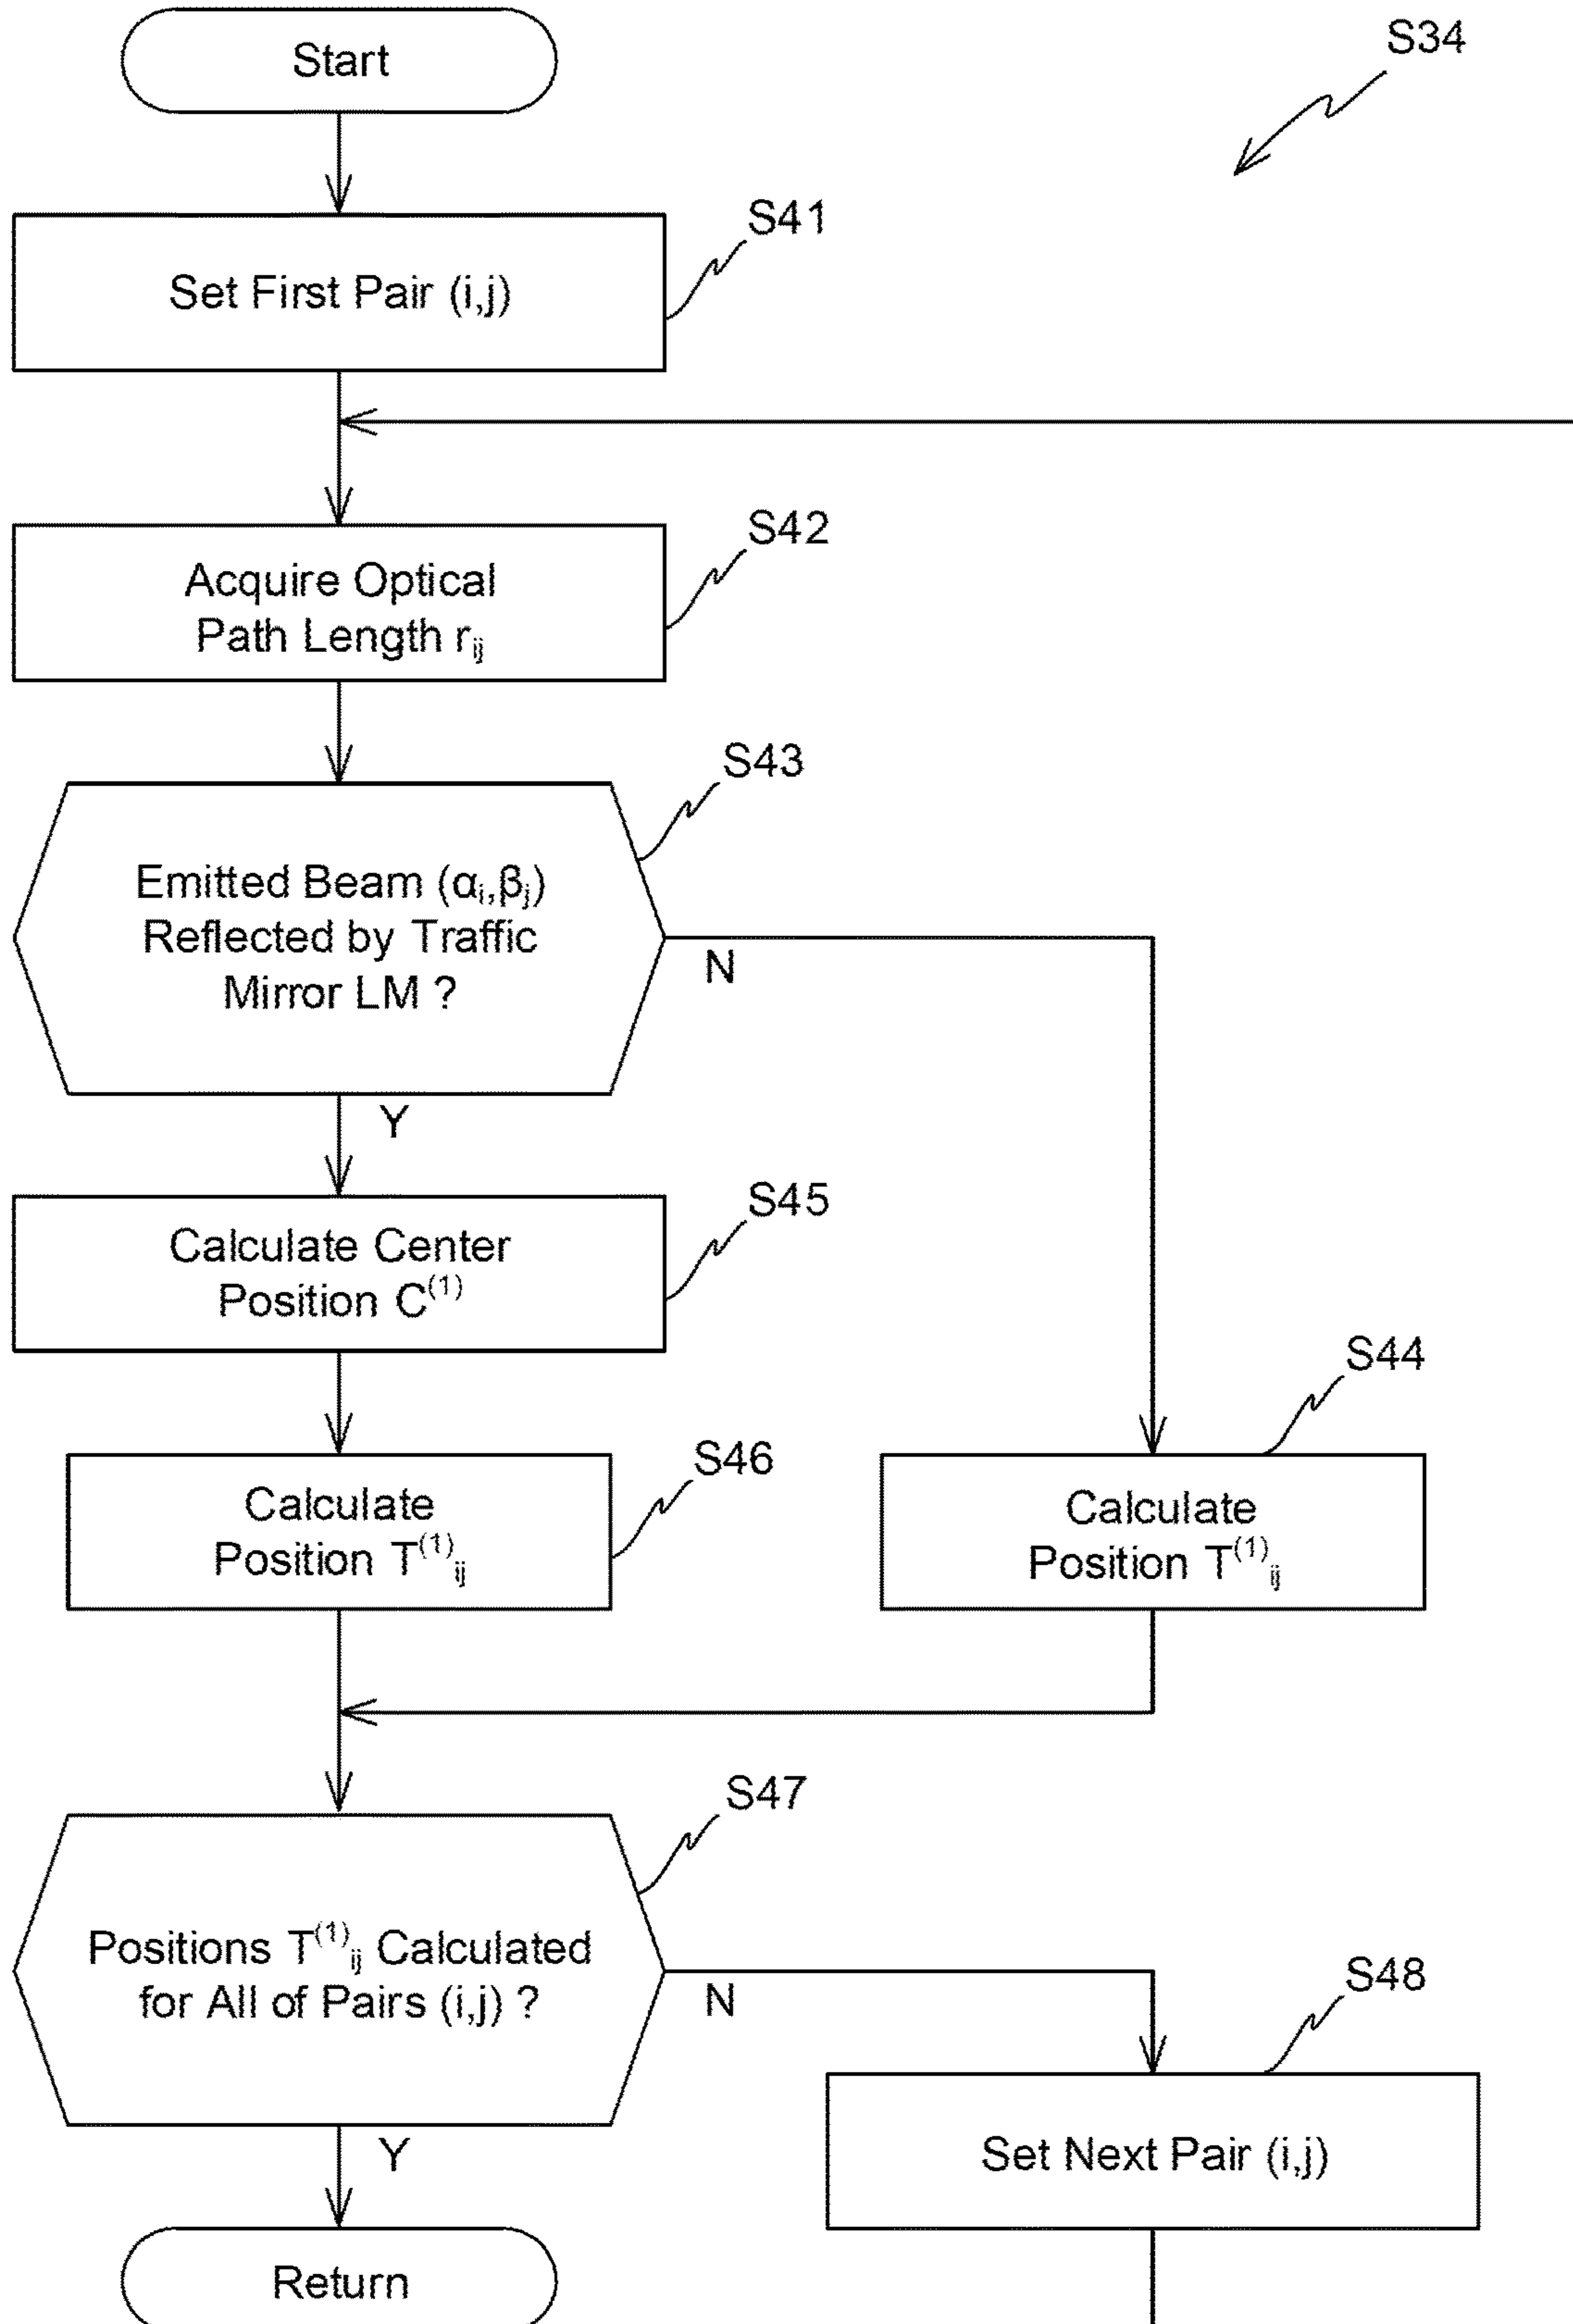 Start
S34
S41
Set First Pair (i,j)
S42
Acquire Optical
Path Length rᵢⱼ
S43
Emitted Beam (αᵢ,βⱼ)
Reflected by Traffic
Mirror LM ?
N
Y
S45
Calculate Center
Position C⁽¹⁾
S44
S46
Calculate
Position T⁽¹⁾ᵢⱼ
Calculate
Position T⁽¹⁾ᵢⱼ
S47
Positions T⁽¹⁾ᵢⱼ Calculated
for All of Pairs (i,j) ?
N
S48
Y
Set Next Pair (i,j)
Return